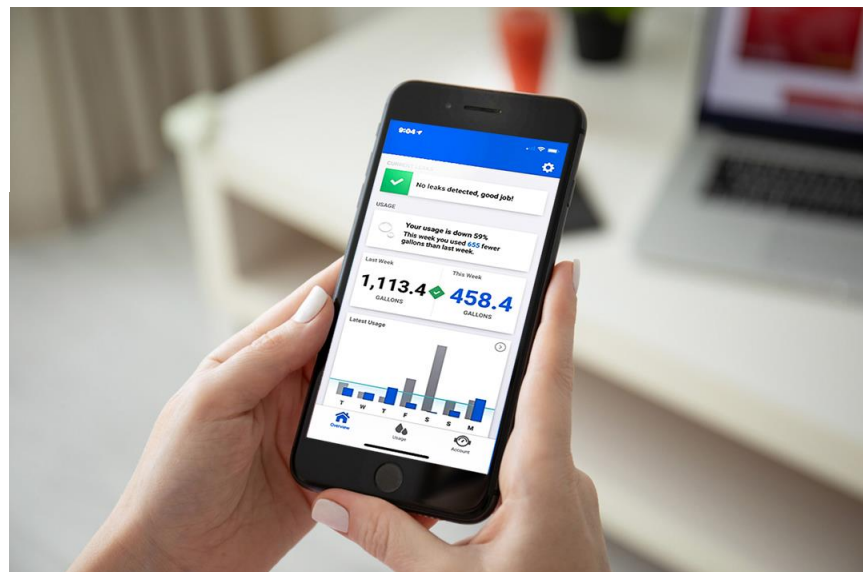 9:04
No leaks detected, good job!
USAGE
Your usage is down 59%
This week you used 655 fewer
gallons than last week.
Last Week
This Week
1,113.4
458.4
GALLONS
GALLONS
Latest Usage
T W T F S S M
Overview
Usage
Account